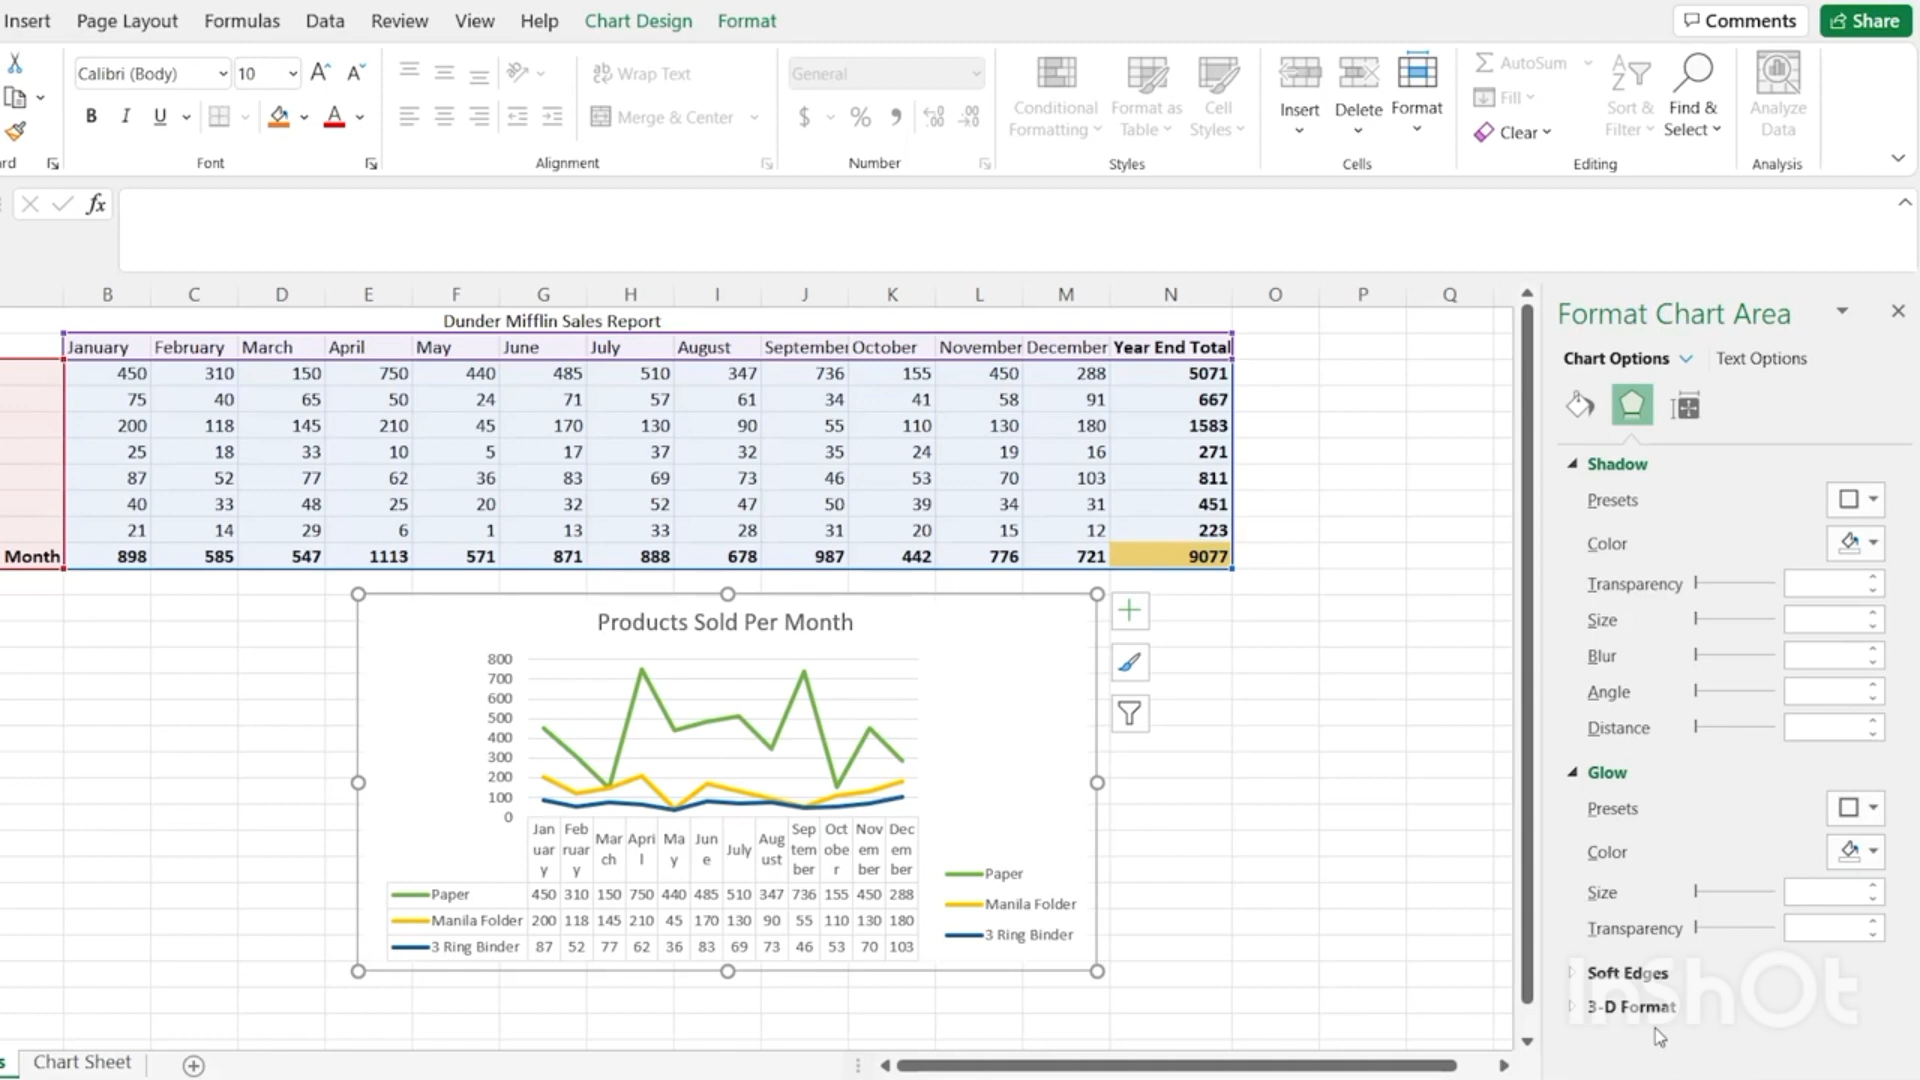 Insert Page Layout Formulas Data Review View Help Chart Design Format Comments Share
Calibri (Body) 10 A A Wrap Text General Conditional Formatting Format as Table Cell Styles Insert Delete Format AutoSum Fill Clear Sort & Filter Find & Select Analyze Data
B I U A Merge & Center $ % 9
rd Font Alignment Number Styles Cells Editing Analysis
fx
B C D E F G H I J K L M N O P Q
Dunder Mifflin Sales Report
January February March April May June July August September October November December Year End Total
450 310 150 750 440 485 510 347 736 155 450 288 5071
75 40 65 50 24 71 57 61 34 41 58 91 667
200 118 145 210 45 170 130 90 55 110 130 180 1583
25 18 33 10 5 17 37 32 35 24 19 16 271
87 52 77 62 36 83 69 73 46 53 70 103 811
40 33 48 25 20 32 52 47 50 39 34 31 451
21 14 29 6 1 13 33 28 31 20 15 12 223
Month 898 585 547 1113 571 871 888 678 987 442 776 721 9077
Products Sold Per Month
800
700
600
500
400
300
200
100
0
January February March April May June July August September October November December
Paper 450 310 150 750 440 485 510 347 736 155 450 288
Manila Folder 200 118 145 210 45 170 130 90 55 110 130 180
3 Ring Binder 87 52 77 62 36 83 69 73 46 53 70 103
Paper
Manila Folder
3 Ring Binder
Format Chart Area
Chart Options Text Options
Shadow
Presets
Color
Transparency
Size
Blur
Angle
Distance
Glow
Presets
Color
Size
Transparency
Soft Edges
3-D Format
InShOt
s Chart Sheet